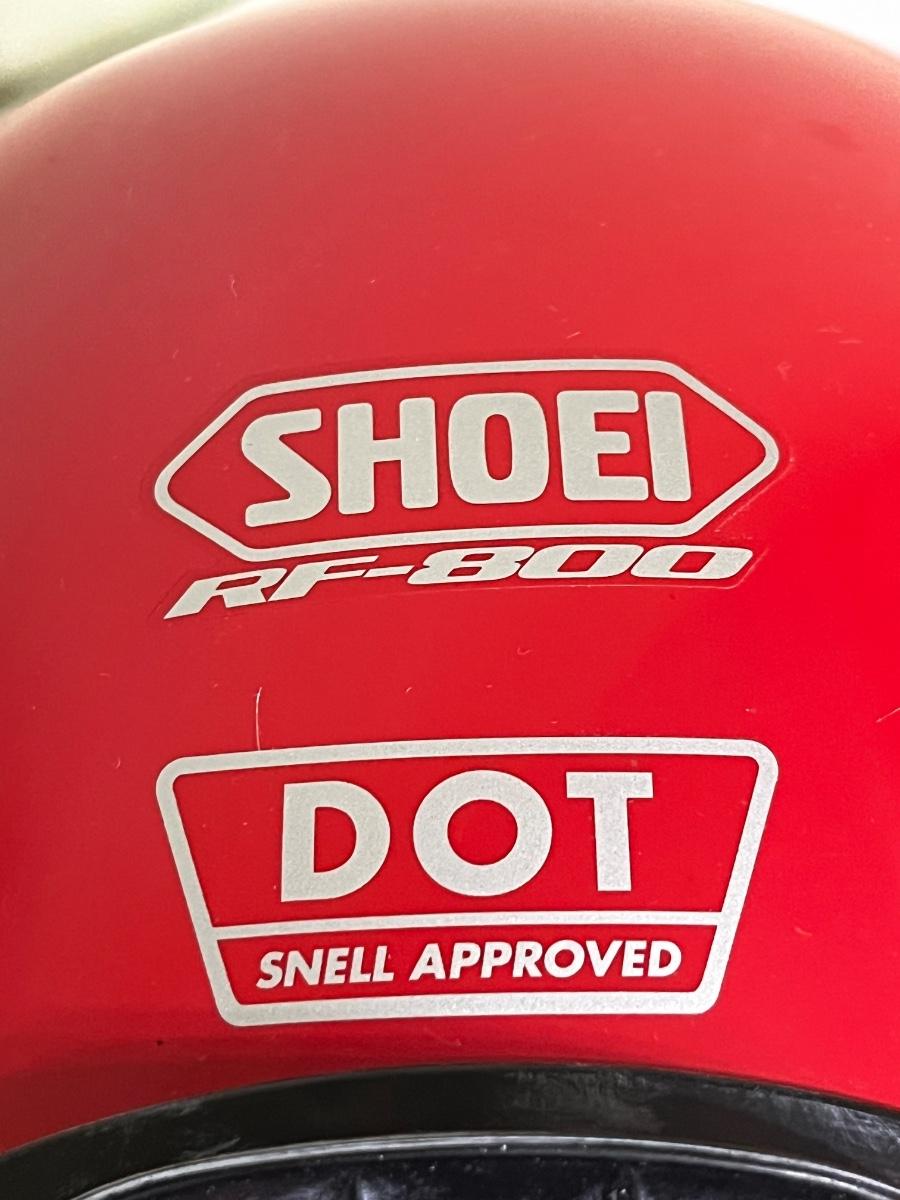 SHOEI
RF-800
DOT
SNELL APPROVED